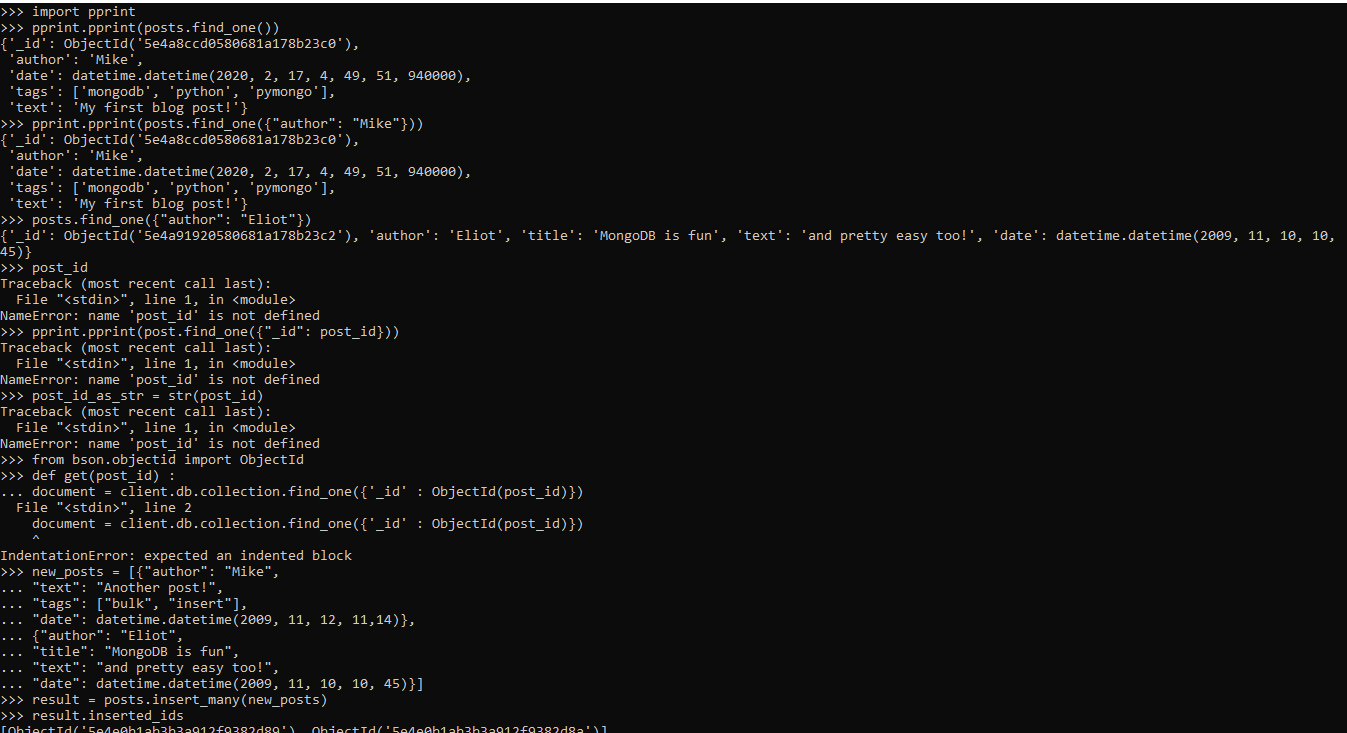 >>> import pprint
>>> pprint.pprint(posts.find_one())
{'_id': ObjectId('5e4a8ccd0580681a178b23c0'),
 'author': 'Mike',
 'date': datetime.datetime(2020, 2, 17, 4, 49, 51, 940000),
 'tags': ['mongodb', 'python', 'pymongo'],
 'text': 'My first blog post!'}
>>> pprint.pprint(posts.find_one({"author": "Mike"}))
{'_id': ObjectId('5e4a8ccd0580681a178b23c0'),
 'author': 'Mike',
 'date': datetime.datetime(2020, 2, 17, 4, 49, 51, 940000),
 'tags': ['mongodb', 'python', 'pymongo'],
 'text': 'My first blog post!'}
>>> posts.find_one({"author": "Eliot"})
{'_id': ObjectId('5e4a91920580681a178b23c2'), 'author': 'Eliot', 'title': 'MongoDB is fun', 'text': 'and pretty easy too!', 'date': datetime.datetime(2009, 11, 10, 10,
45)}
>>> post_id
Traceback (most recent call last):
  File "<stdin>", line 1, in <module>
NameError: name 'post_id' is not defined
>>> pprint.pprint(post.find_one({"_id": post_id}))
Traceback (most recent call last):
  File "<stdin>", line 1, in <module>
NameError: name 'post_id' is not defined
>>> post_id_as_str = str(post_id)
Traceback (most recent call last):
  File "<stdin>", line 1, in <module>
NameError: name 'post_id' is not defined
>>> from bson.objectid import ObjectId
>>> def get(post_id) :
... document = client.db.collection.find_one({'_id' : ObjectId(post_id)})
  File "<stdin>", line 2
    document = client.db.collection.find_one({'_id' : ObjectId(post_id)})
    ^
IndentationError: expected an indented block
>>> new_posts = [{"author": "Mike",
... "text": "Another post!",
... "tags": ["bulk", "insert"],
... "date": datetime.datetime(2009, 11, 12, 11,14)},
... {"author": "Eliot",
... "title": "MongoDB is fun",
... "text": "and pretty easy too!",
... "date": datetime.datetime(2009, 11, 10, 10, 45)}]
>>> result = posts.insert_many(new_posts)
>>> result.inserted_ids
[ObjectId('5e4e0b1ab3b3a912f9382d89'), ObjectId('5e4e0b1ab3b3a912f9382d8a')]